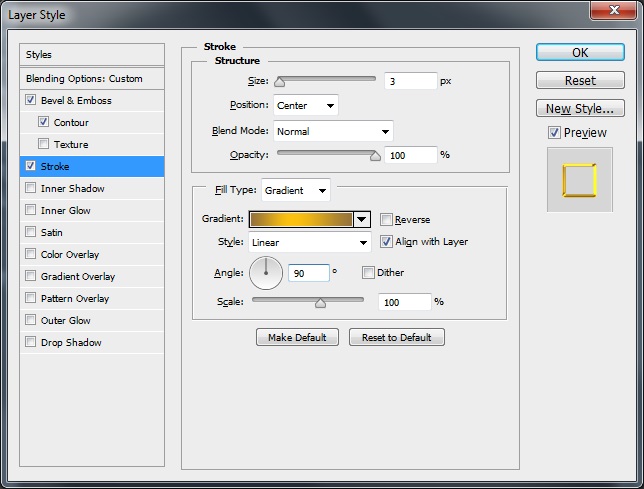 Layer Style
Styles
Blending Options: Custom
Bevel & Emboss
Contour
Texture
Stroke
Inner Shadow
Inner Glow
Satin
Color Overlay
Gradient Overlay
Pattern Overlay
Outer Glow
Drop Shadow
Stroke
Structure
Size: 3 px
Position: Center
Blend Mode: Normal
Opacity: 100 %
Fill Type: Gradient
Gradient: Reverse
Style: Linear Align with Layer
Angle: 90 ° Dither
Scale: 100 %
Make Default Reset to Default
OK
Reset
New Style...
Preview